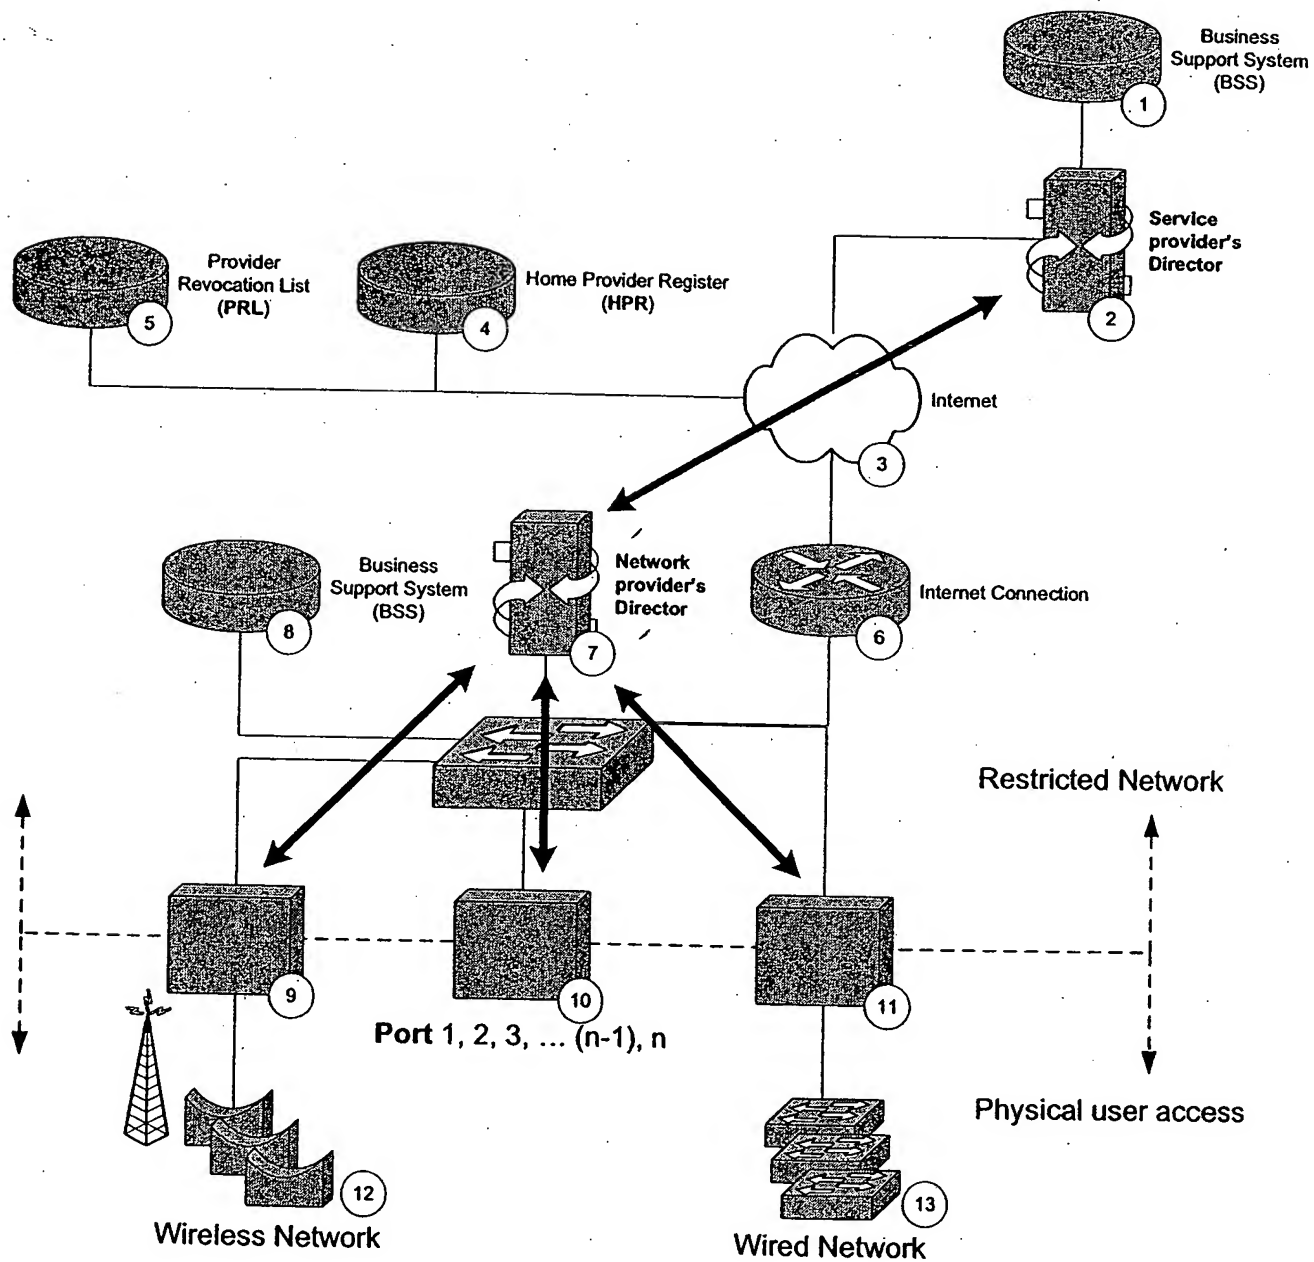 Business
Support System
(BSS)
1
Service
provider's
Director
2
Provider
Revocation List
(PRL)
5
Home Provider Register
(HPR)
4
Internet
3
Business
Support System
(BSS)
8
Network
provider's
Director
7
Internet Connection
6
Restricted Network
9
10
11
Port 1, 2, 3, ... (n-1), n
Physical user access
12
13
Wireless Network
Wired Network